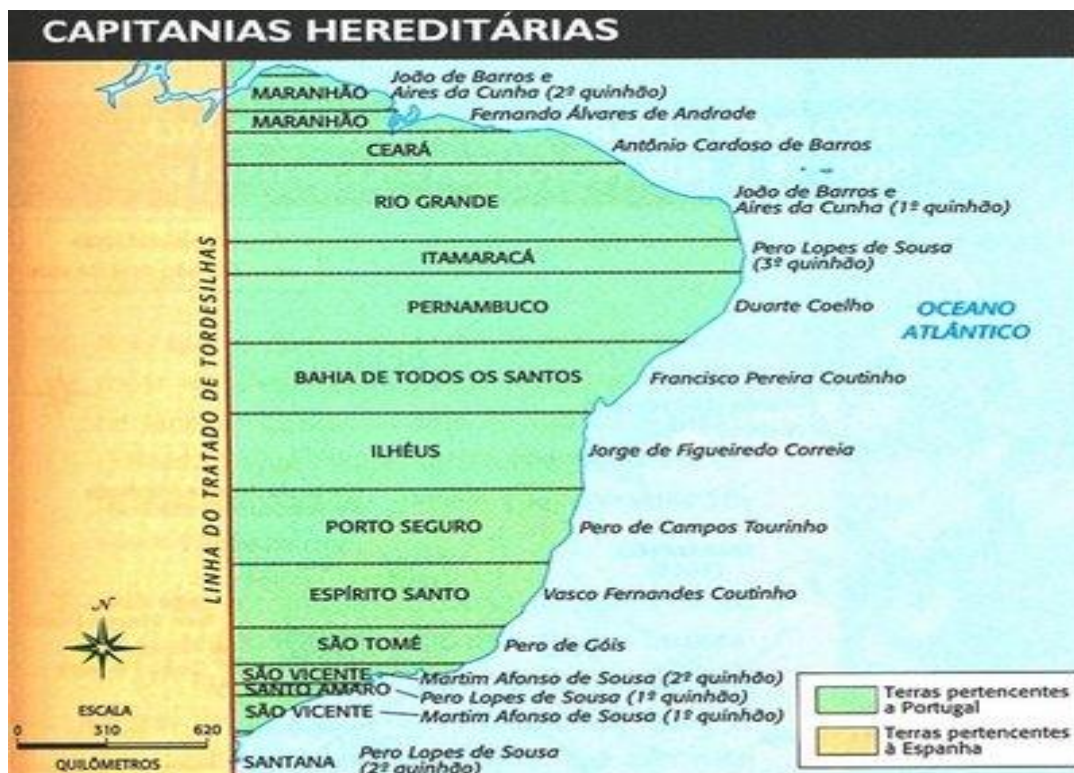 CAPITANIAS HEREDITÁRIAS
João de Barros e
MARANHÃO
Aires da Cunha (2º quinhão)
MARANHÃO
Fernando Álvares de Andrade
CEARÁ
Antônio Cardoso de Barros
RIO GRANDE
João de Barros e
Aires da Cunha (1º quinhão)
ITAMARACÁ
Pero Lopes de Sousa
(3º quinhão)
PERNAMBUCO
Duarte Coelho
OCEANO
ATLÂNTICO
BAHIA DE TODOS OS SANTOS
Francisco Pereira Coutinho
ILHÉUS
Jorge de Figueiredo Correia
PORTO SEGURO
Pero de Campos Tourinho
ESPÍRITO SANTO
Vasco Fernandes Coutinho
SÃO TOMÉ
Pero de Góis
SÃO VICENTE
Martim Afonso de Sousa (2º quinhão)
SANTO AMARO
Pero Lopes de Sousa (1º quinhão)
SÃO VICENTE
Martim Afonso de Sousa (1º quinhão)
SANTANA
Pero Lopes de Sousa
(2º quinhão)
LINHA DO TRATADO DE TORDESILHAS
N
ESCALA
0 310 620
QUILÔMETROS
Terras pertencentes
a Portugal
Terras pertencentes
à Espanha